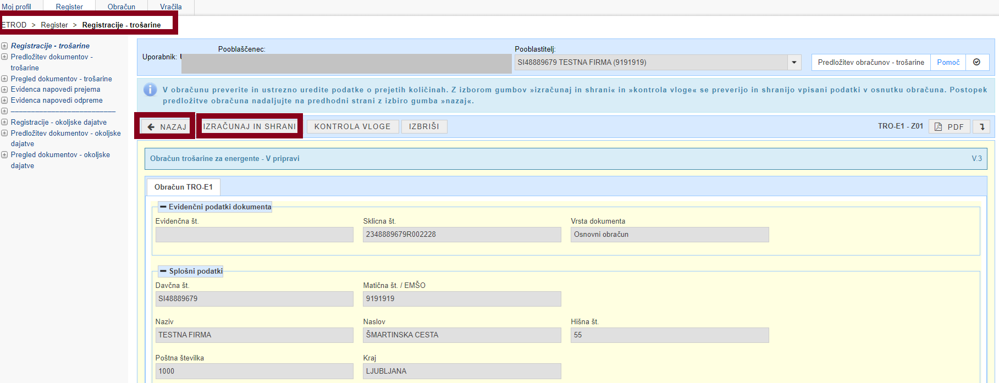 Moj profil Register Obračun Vračila
ETROD > Register > Registracije - trošarine
Registracije - trošarine
Predložitev dokumentov -
trošarine
Pregled dokumentov - trošarine
Evidenca napovedi prejema
Evidenca napovedi odpreme
Registracije - okoljske dajatve
Predložitev dokumentov - okoljske
dajatve
Pregled dokumentov - okoljske
dajatve
Uporabnik:
Pooblaščenec:
Pooblastitelj:
SI48889679 TESTNA FIRMA (9191919)
Predložitev obračunov - trošarine Pomoč
V obračunu preverite in ustrezno uredite podatke o prejetih količinah. Z izborom gumbov »izračunaj in shrani« in »kontrola vloge« se preverijo in shranijo vpisani podatki v osnutku obračuna. Postopek
predložitve obračuna nadaljujte na predhodni strani z izbiro gumba »nazaj«.
NAZAJ IZRAČUNAJ IN SHRANI KONTROLA VLOGE IZBRIŠI TRO-E1 - Z01 PDF
Obračun trošarine za energente - V pripravi V.3
Obračun TRO-E1
Evidenčni podatki dokumenta
Evidenčna št. Sklicna št. Vrsta dokumenta
2348889679R002228 Osnovni obračun
Splošni podatki
Davčna št. Matična št. / EMŠO
SI48889679 9191919
Naziv Naslov Hišna št.
TESTNA FIRMA ŠMARTINSKA CESTA 55
Poštna številka Kraj
1000 LJUBLJANA